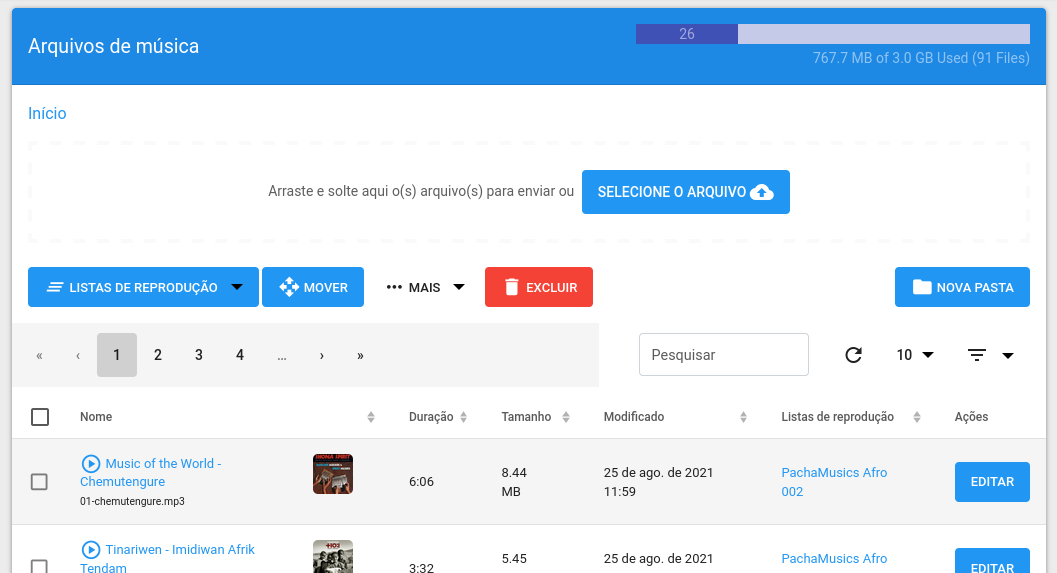 Arquivos de música
26
767.7 MB of 3.0 GB Used (91 Files)
Início
Arraste e solte aqui o(s) arquivo(s) para enviar ou
SELECIONE O ARQUIVO
LISTAS DE REPRODUÇÃO
MOVER
MAIS
EXCLUIR
NOVA PASTA
« ‹ 1 2 3 4 ... › »
Pesquisar
10
Nome Duração Tamanho Modificado Listas de reprodução Ações
Music of the World -
Chemutengure
01-chemutengure.mp3
6:06
8.44
MB
25 de ago. de 2021
11:59
PachaMusics Afro
002
EDITAR
Tinariwen - Imidiwan Afrik
Tendam
3:32
5.45
25 de ago. de 2021
PachaMusics Afro
EDITAR